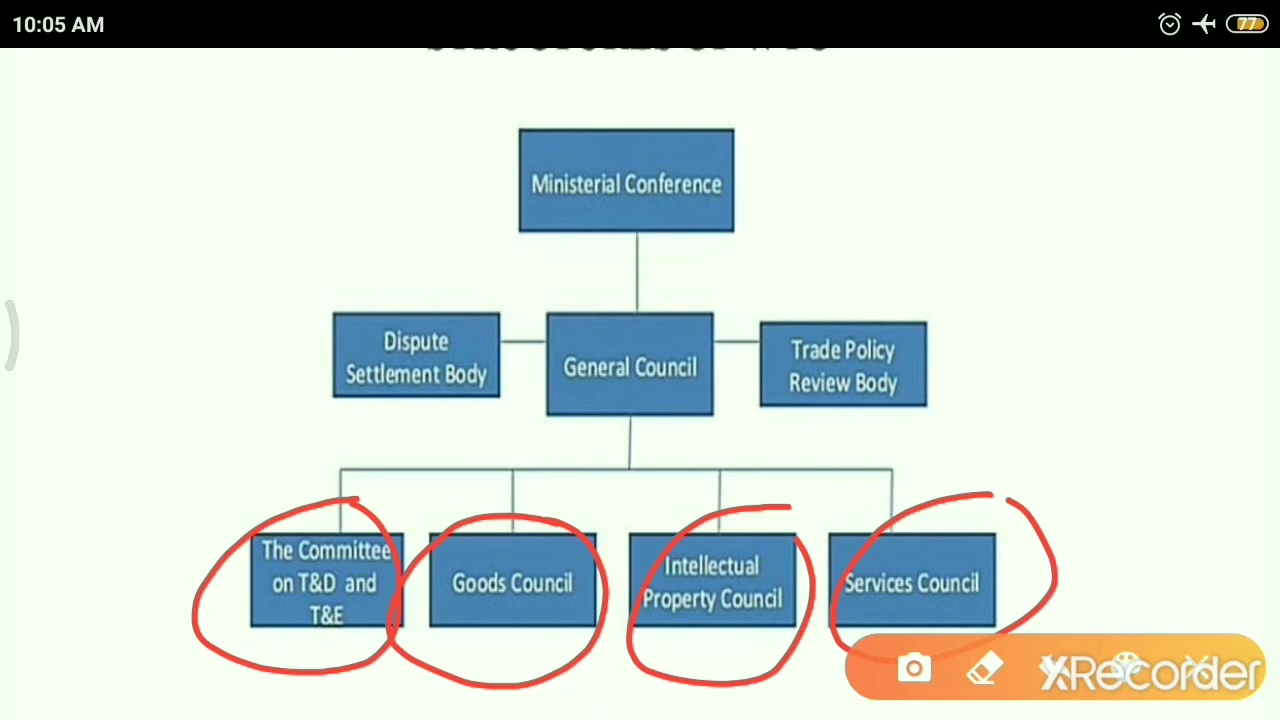 10:05 AM
77
Ministerial Conference
Dispute
Settlement Body
General Council
Trade Policy
Review Body
The Committee
on T&D and
T&E
Goods Council
Intellectual
Property Council
Services Council
XRecorder